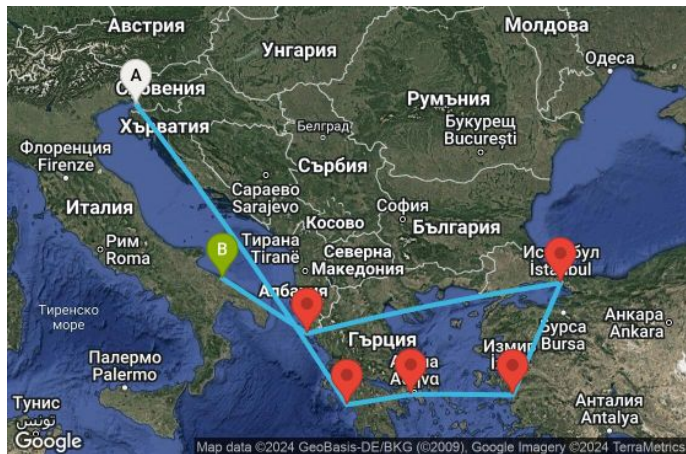 Австрия
Молдова
Унгария
Одеса
A
Словения
Румъния
Хърватия
Белград
Букурещ
București
Флоренция
Firenze
Сърбия
Сараево
Sarajevo
Италия
София
Косово
България
Рим
Roma
B
Тирана
Tiranë
Северна
Македония
Истанбул
İstanbul
Албания
Тиренско
море
Анкара
Ankara
Бурса
Bursa
Гърция
Палермо
Palermo
Измир
Тунис
تونس
Анталия
Antalya
Google
Map data ©2024 GeoBasis-DE/BKG (©2009), Google Imagery ©2024 TerraMetrics